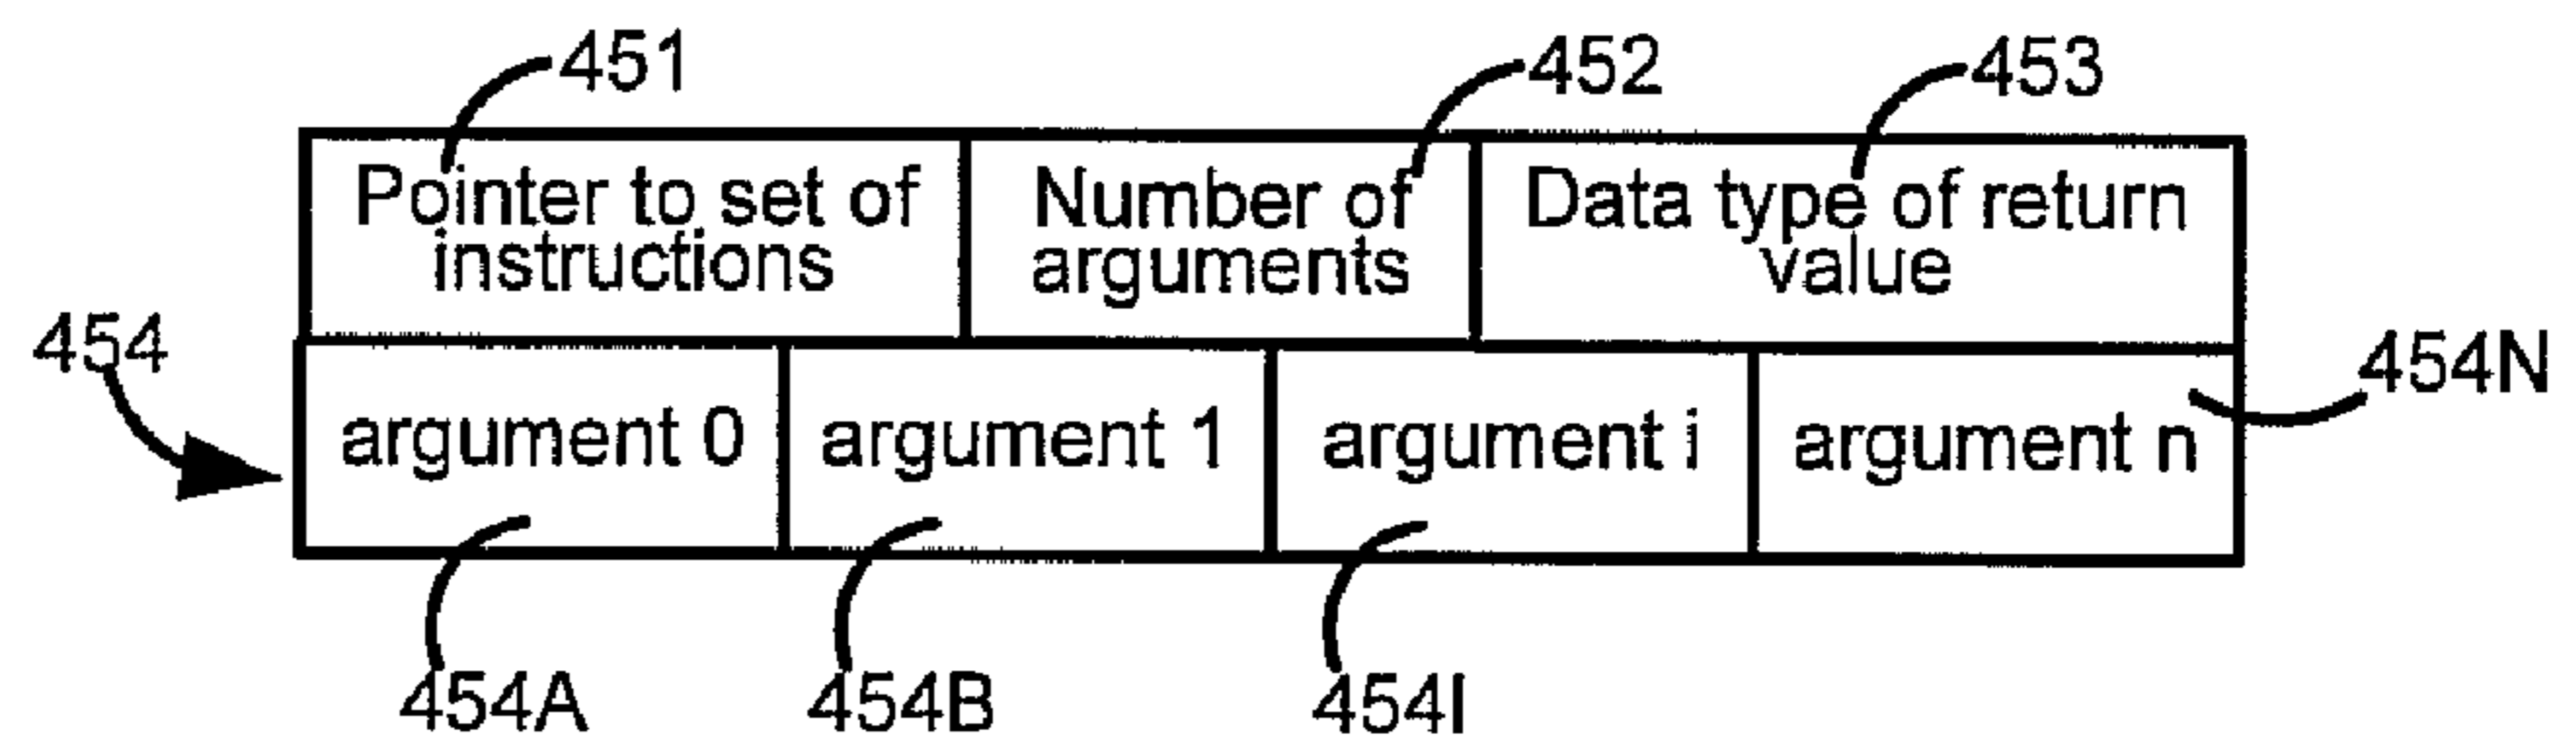 451
452
453
Pointer to set of
instructions
Number of
arguments
Data type of return
value
454
454N
argument 0
argument 1
argument i
argument n
454A
454B
454I